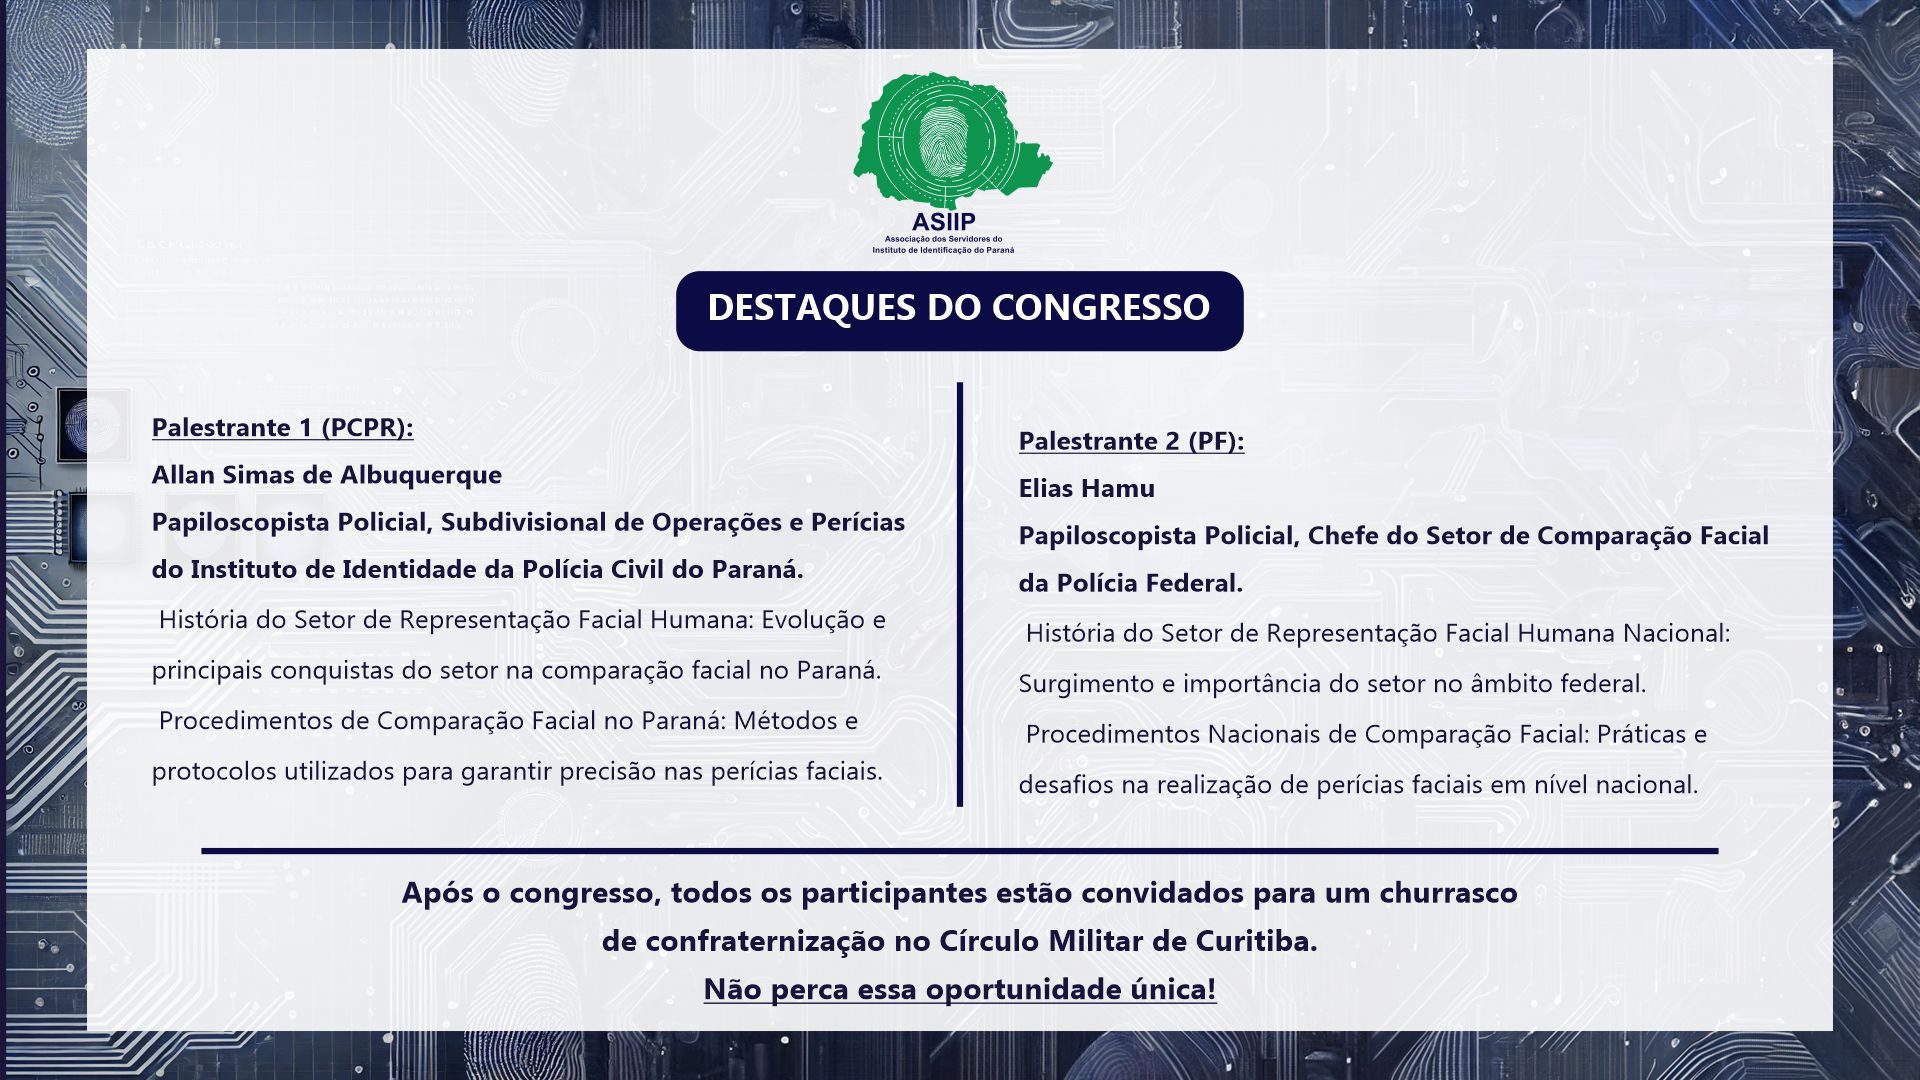 ASIIP
Associação dos Servidores do
Instituto de Identificação do Paraná
DESTAQUES DO CONGRESSO
Palestrante 1 (PCPR):
Allan Simas de Albuquerque
Papiloscopista Policial, Subdivisional de Operações e Perícias
do Instituto de Identidade da Polícia Civil do Paraná.
História do Setor de Representação Facial Humana: Evolução e
principais conquistas do setor na comparação facial no Paraná.
Procedimentos de Comparação Facial no Paraná: Métodos e
protocolos utilizados para garantir precisão nas perícias faciais.
Palestrante 2 (PF):
Elias Hamu
Papiloscopista Policial, Chefe do Setor de Comparação Facial
da Polícia Federal.
História do Setor de Representação Facial Humana Nacional:
Surgimento e importância do setor no âmbito federal.
Procedimentos Nacionais de Comparação Facial: Práticas e
desafios na realização de perícias faciais em nível nacional.
Após o congresso, todos os participantes estão convidados para um churrasco
de confraternização no Círculo Militar de Curitiba.
Não perca essa oportunidade única!